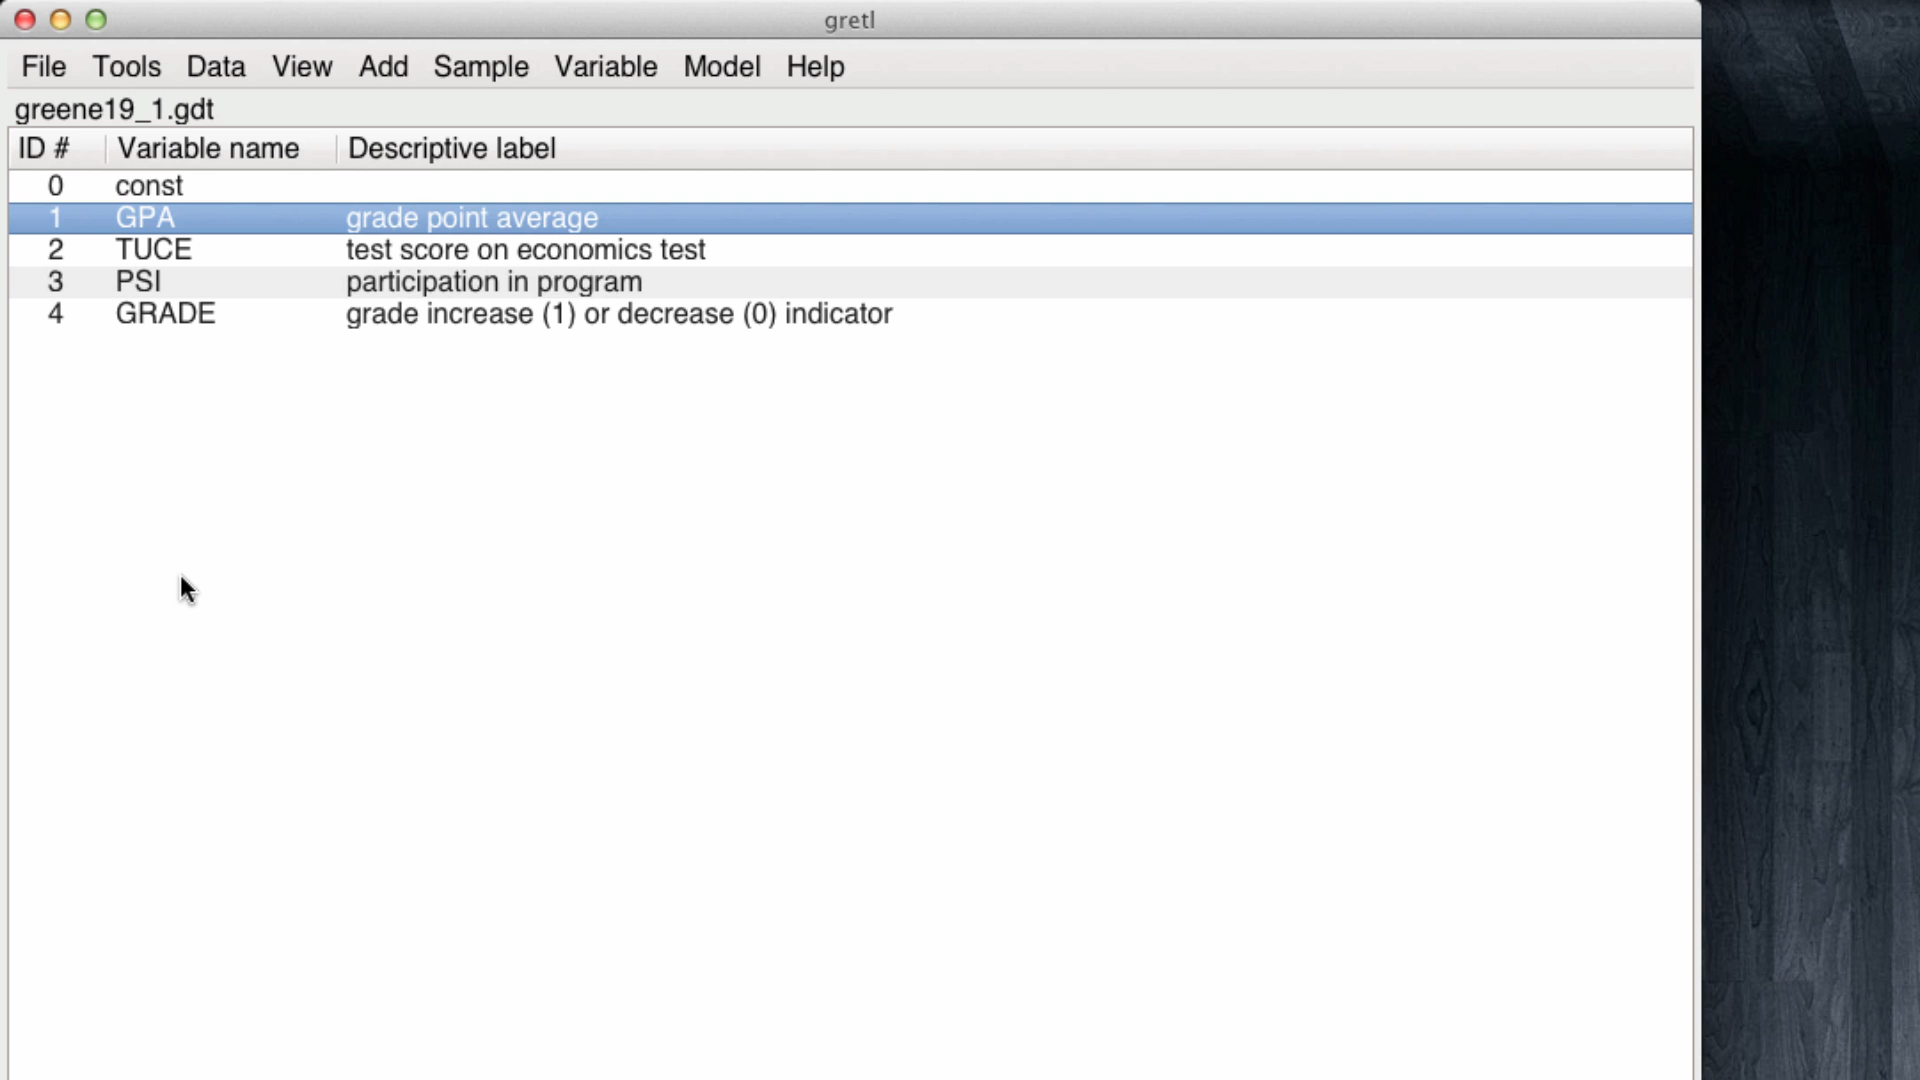 gretl
File Tools Data View Add Sample Variable Model Help
greene19_1.gdt
ID # Variable name Descriptive label
0 const
1 GPA grade point average
2 TUCE test score on economics test
3 PSI participation in program
4 GRADE grade increase (1) or decrease (0) indicator